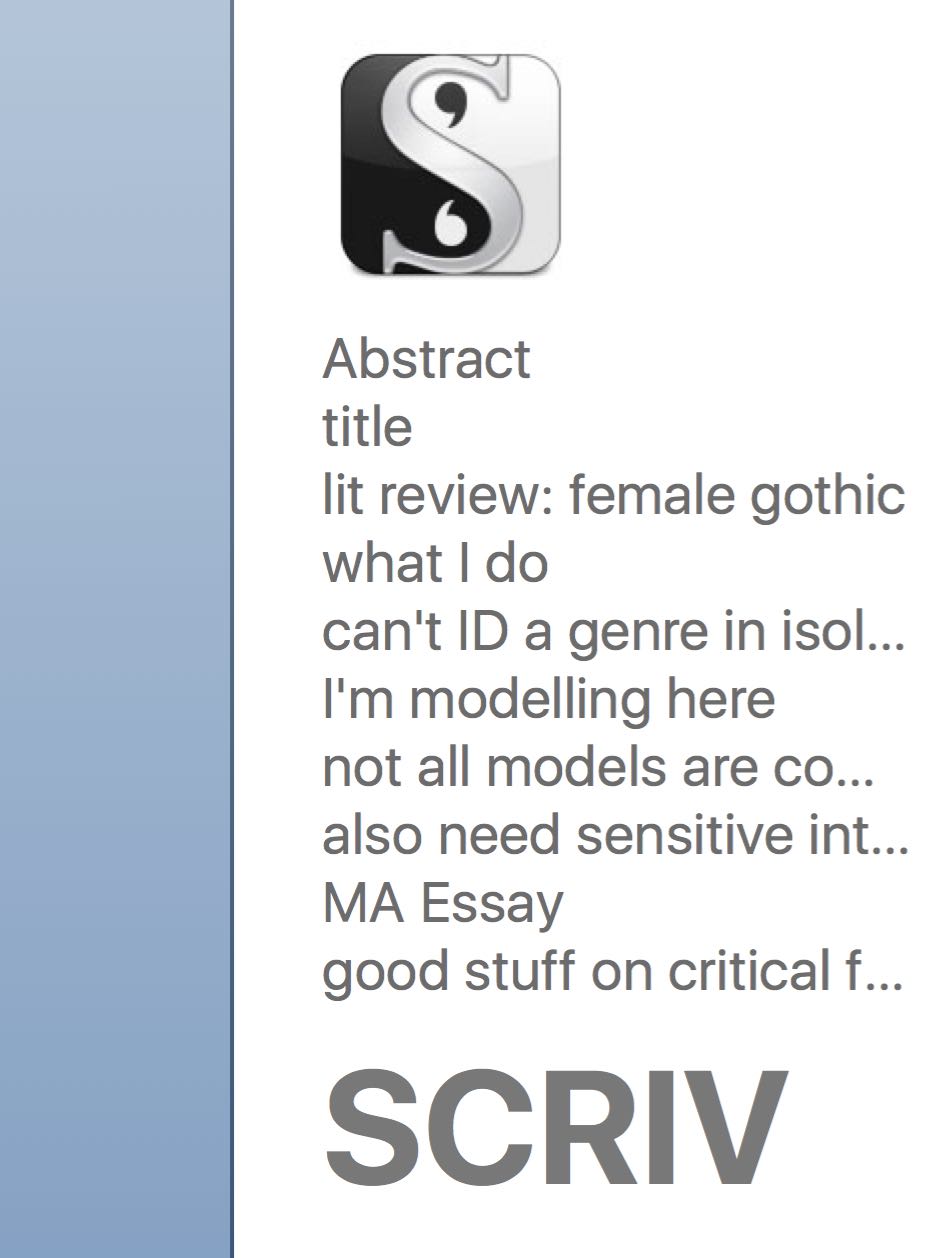 Abstract
title
lit review: female gothic
what I do
can't ID a genre in isol...
I'm modelling here
not all models are co...
also need sensitive int...
MA Essay
good stuff on critical f...
SCRIV